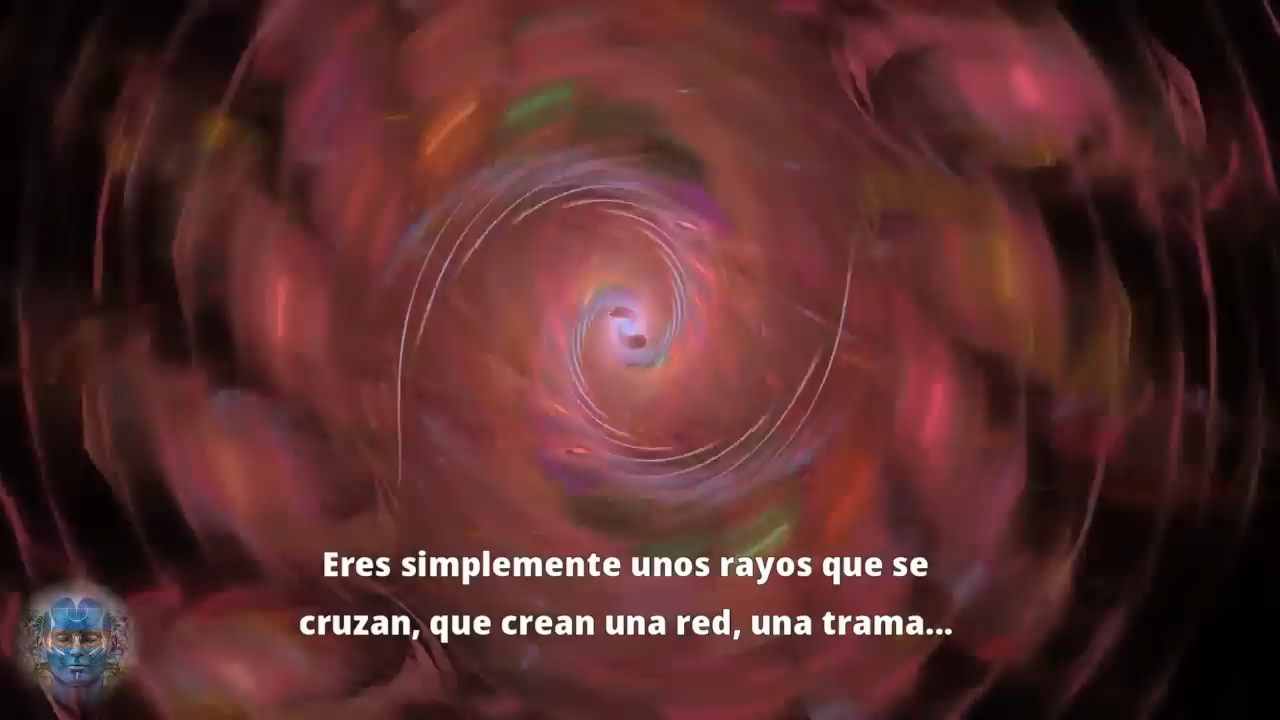 Eres simplemente unos rayos que se
cruzan, que crean una red, una trama...